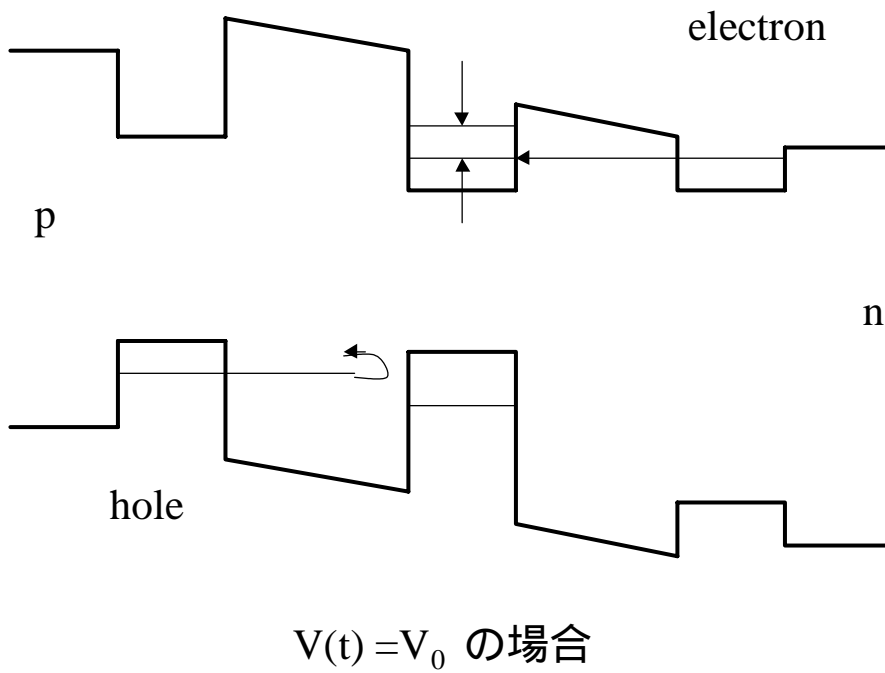 electron
p
n
hole
V(t) =V₀ の場合